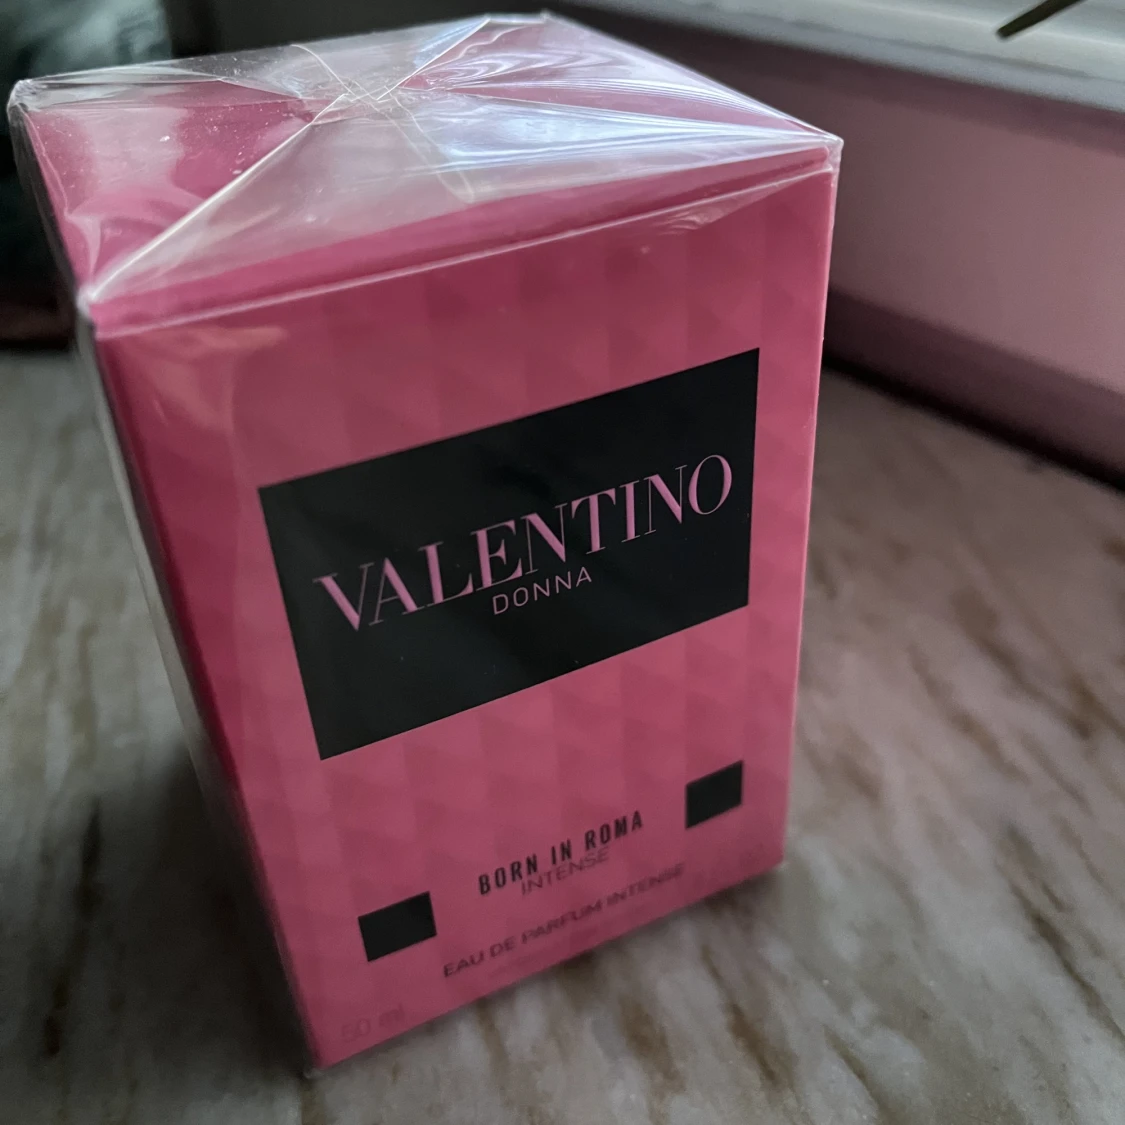 VALENTINO
DONNA
BORN IN ROMA
INTENSE
EAU DE PARFUM INTENSE
50 ml